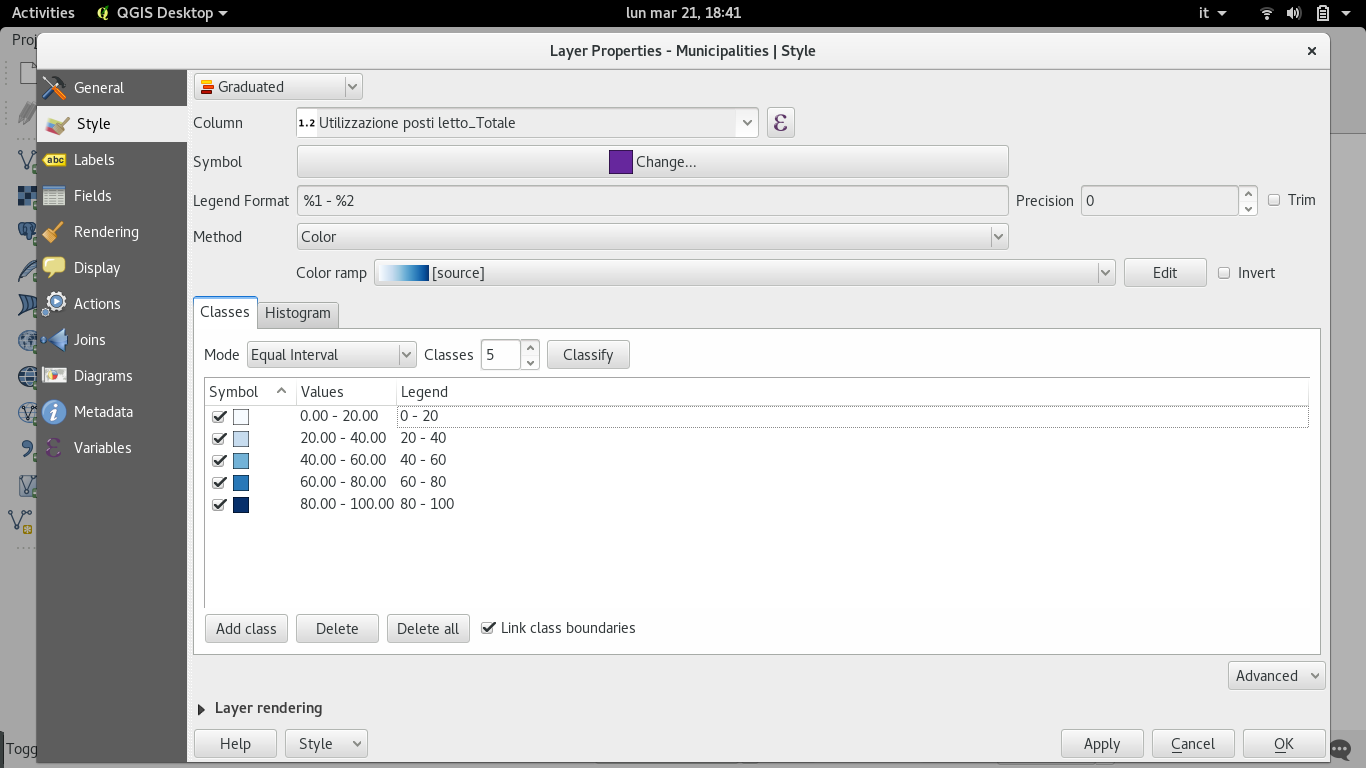 Activities QGIS Desktop lun mar 21, 18:41 it
Proj
Layer Properties - Municipalities | Style
General
Style
Labels
Fields
Rendering
Display
Actions
Joins
Diagrams
Metadata
Variables
abc
Graduated
Column 1.2 Utilizzazione posti letto_Totale ε
Symbol Change...
Legend Format %1 - %2 Precision 0 Trim
Method Color
Color ramp [source] Edit Invert
Classes Histogram
Mode Equal Interval Classes 5 Classify
Symbol Values Legend
0.00 - 20.00 0 - 20
20.00 - 40.00 20 - 40
40.00 - 60.00 40 - 60
60.00 - 80.00 60 - 80
80.00 - 100.00 80 - 100
Add class Delete Delete all Link class boundaries
Advanced
Layer rendering
Help Style Apply Cancel OK
Togg